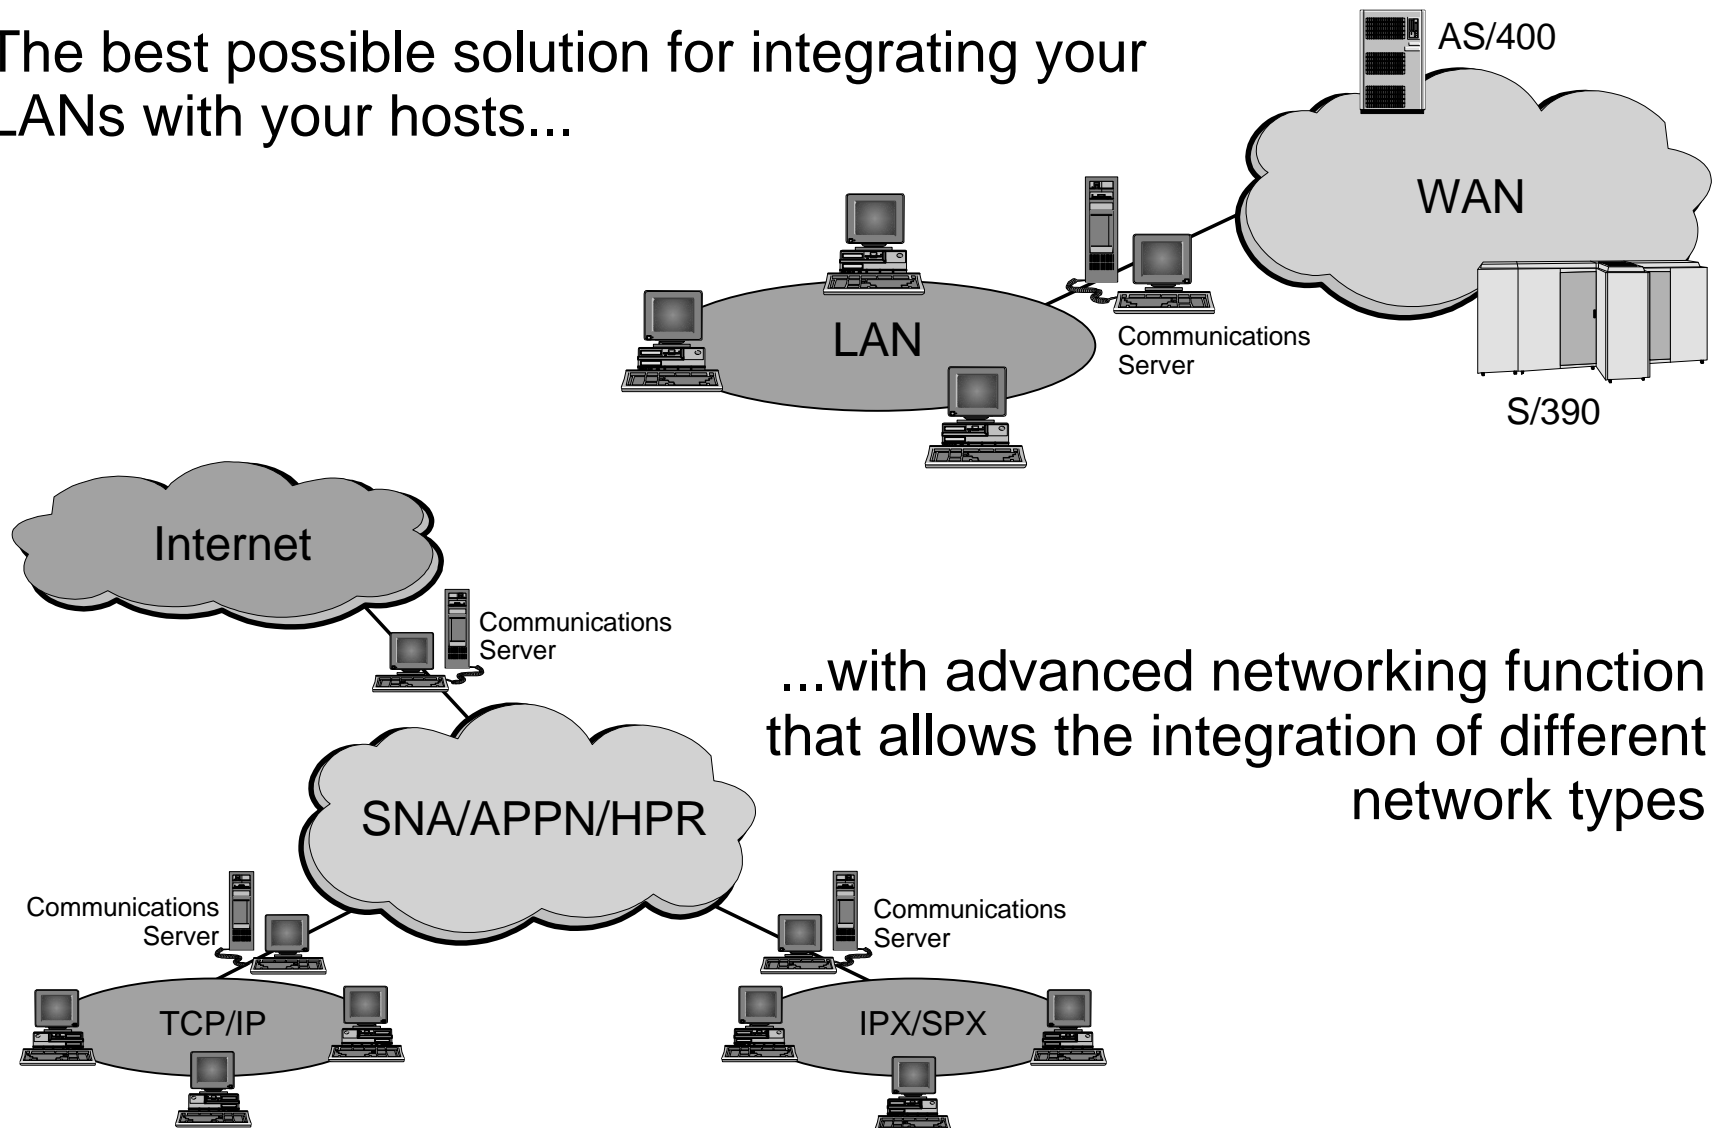 The best possible solution for integrating your
LANs with your hosts...
AS/400
WAN
LAN
Communications
Server
S/390
Internet
Communications
Server
...with advanced networking function
that allows the integration of different
network types
SNA/APPN/HPR
Communications
Server
Communications
Server
TCP/IP
IPX/SPX